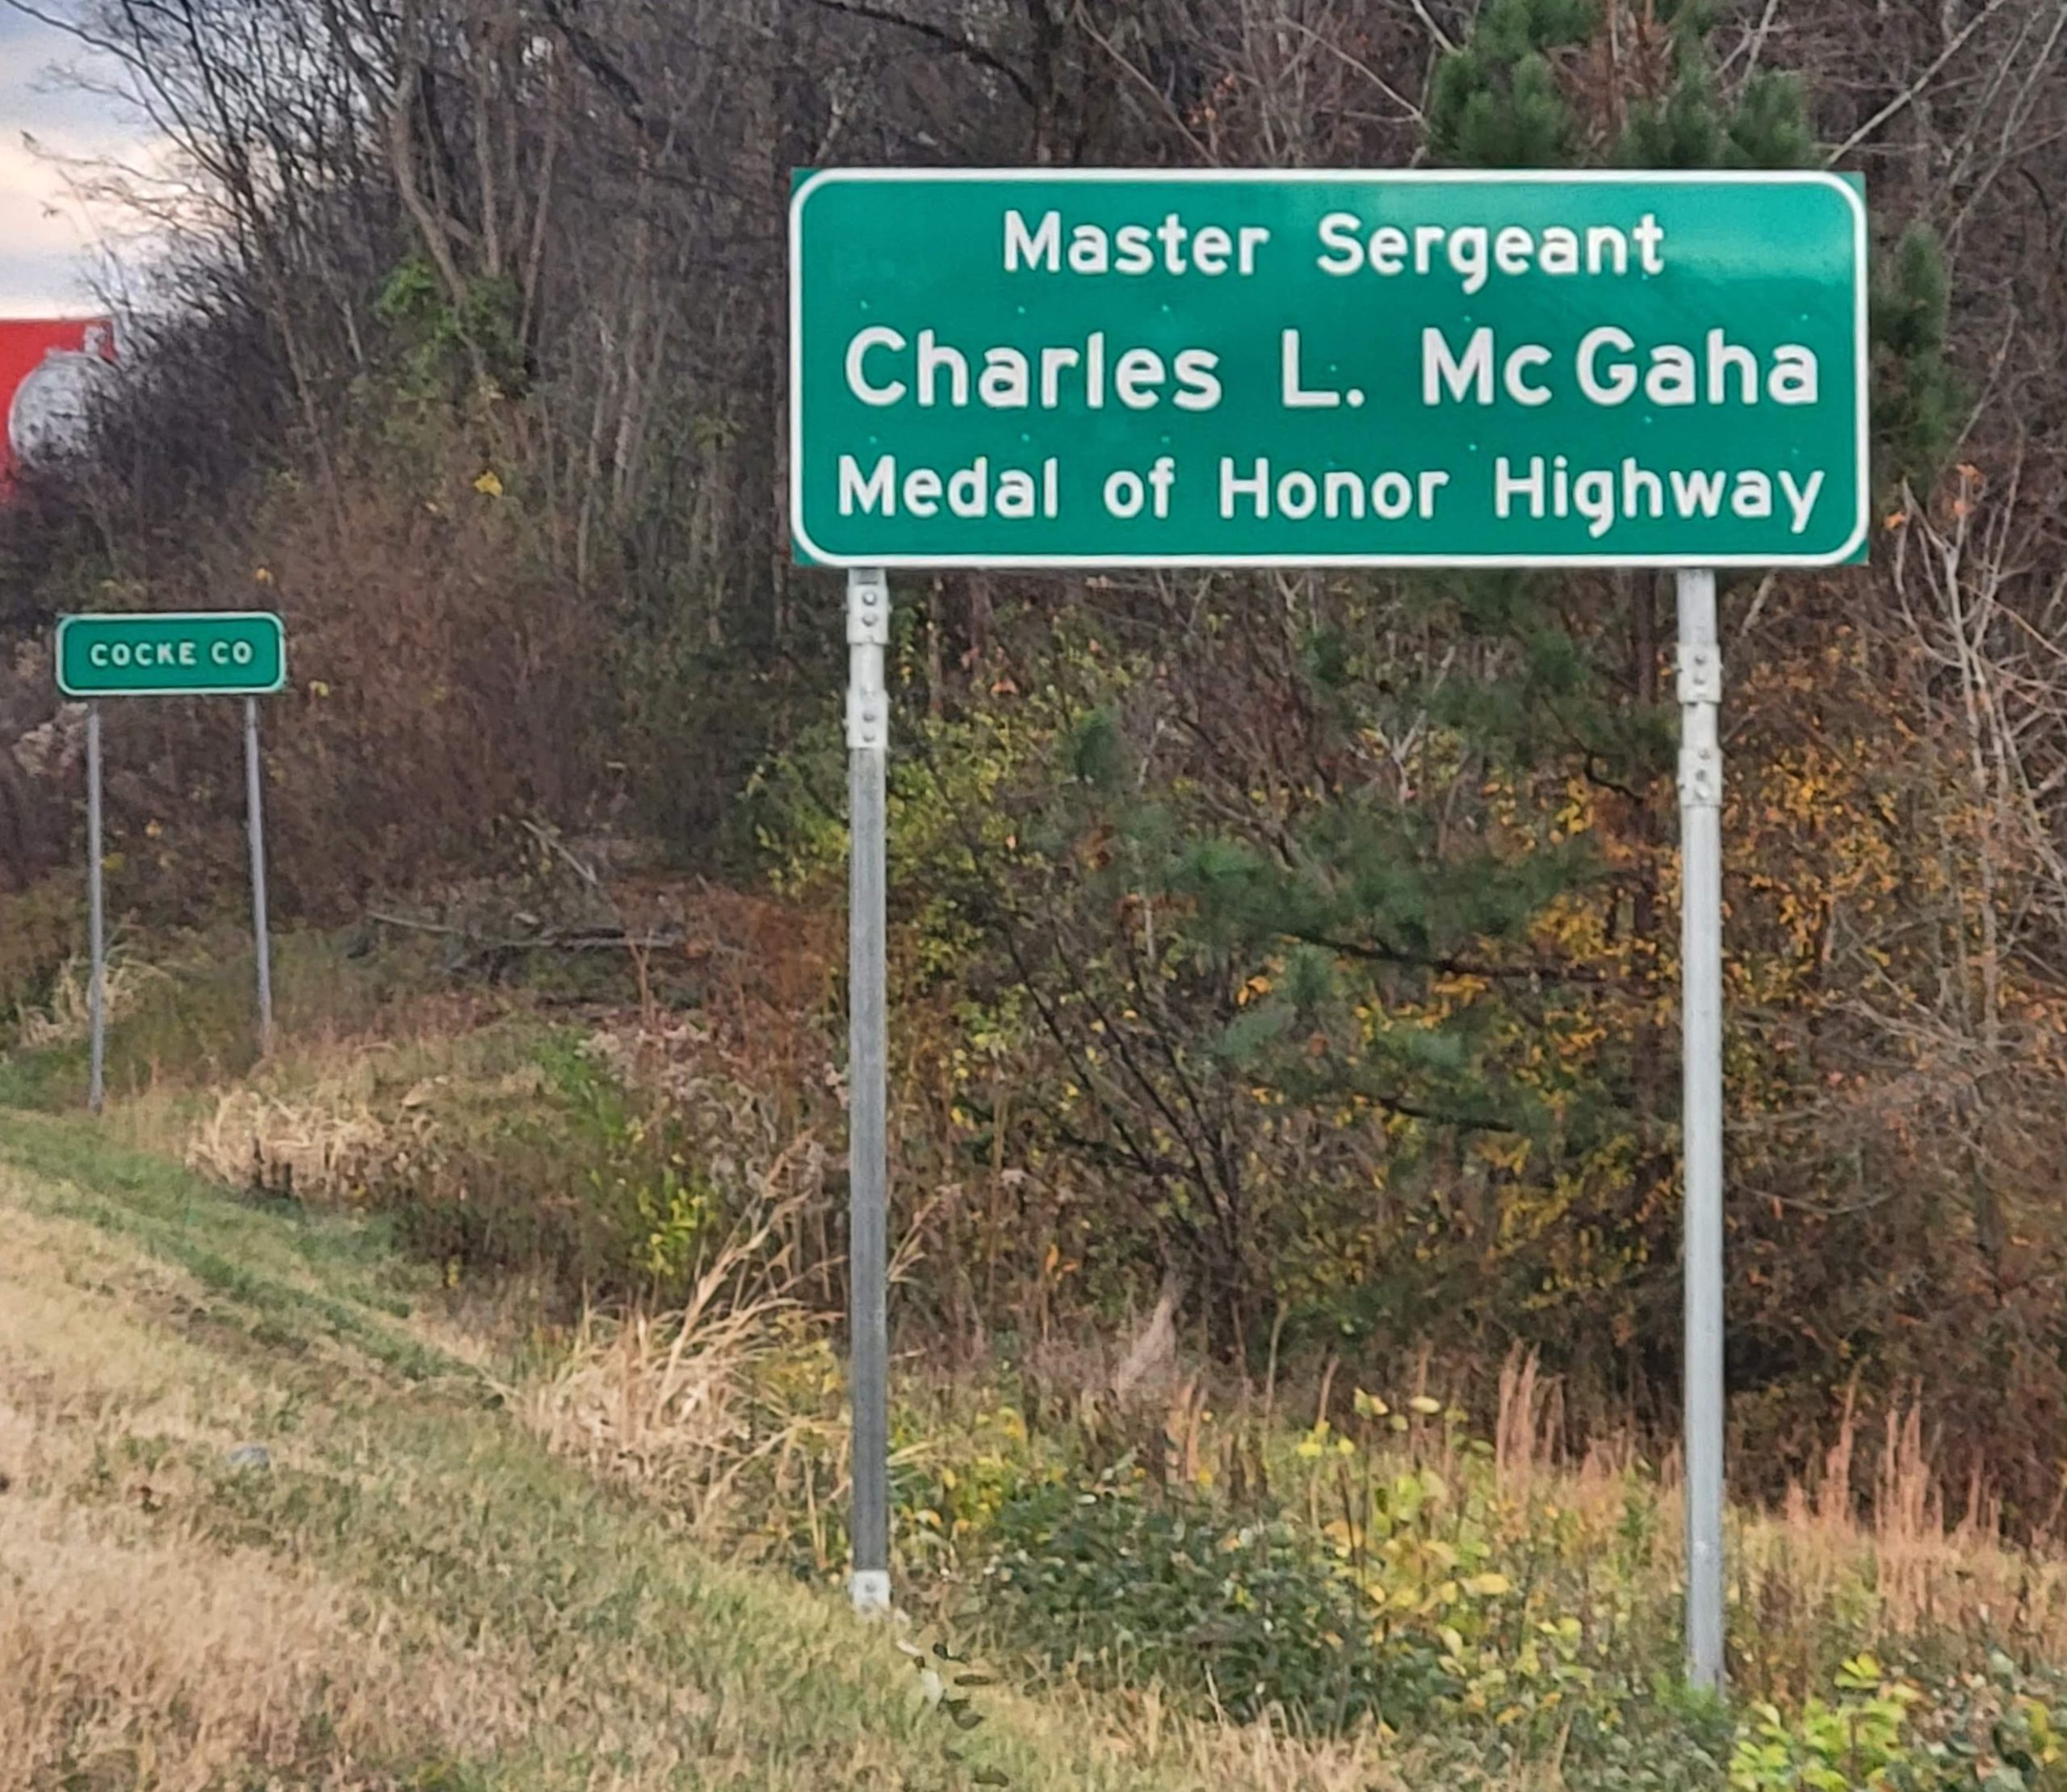 Master Sergeant
Charles L. McGaha
Medal of Honor Highway
COCKE CO